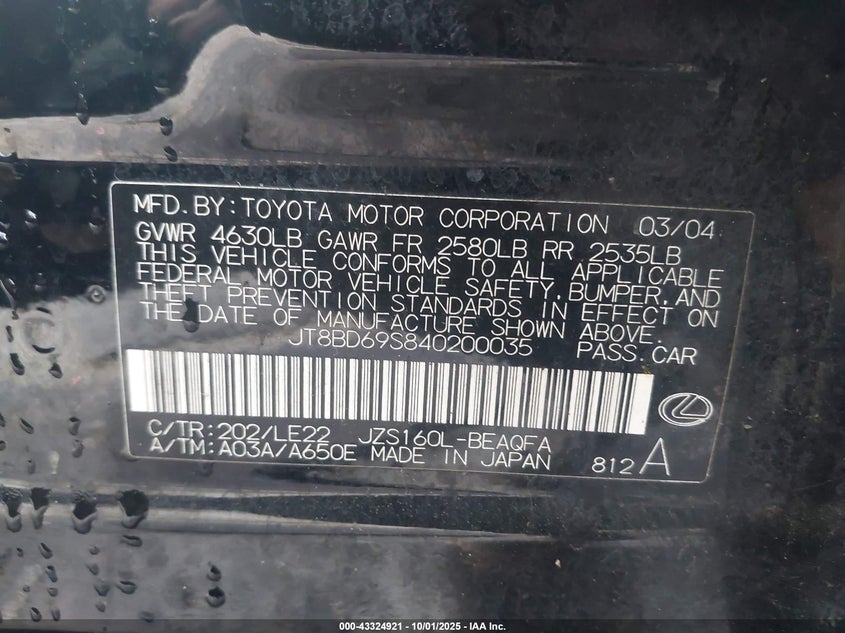 MFD. BY: TOYOTA MOTOR CORPORATION 03/04
GVWR 4630LB GAWR FR 2580LB RR 2535LB
THIS VEHICLE CONFORMS TO ALL APPLICABLE
FEDERAL MOTOR VEHICLE SAFETY, BUMPER, AND
THEFT PREVENTION STANDARDS IN EFFECT ON
THE DATE OF MANUFACTURE SHOWN ABOVE.
JT8BD69S840200035 PASS. CAR
C/TR: 202/LE22 JZS160L-BEAQFA
A/TM: A03A/A650E MADE IN JAPAN 812 A
000-43324921 - 10/01/2025 - IAA Inc.